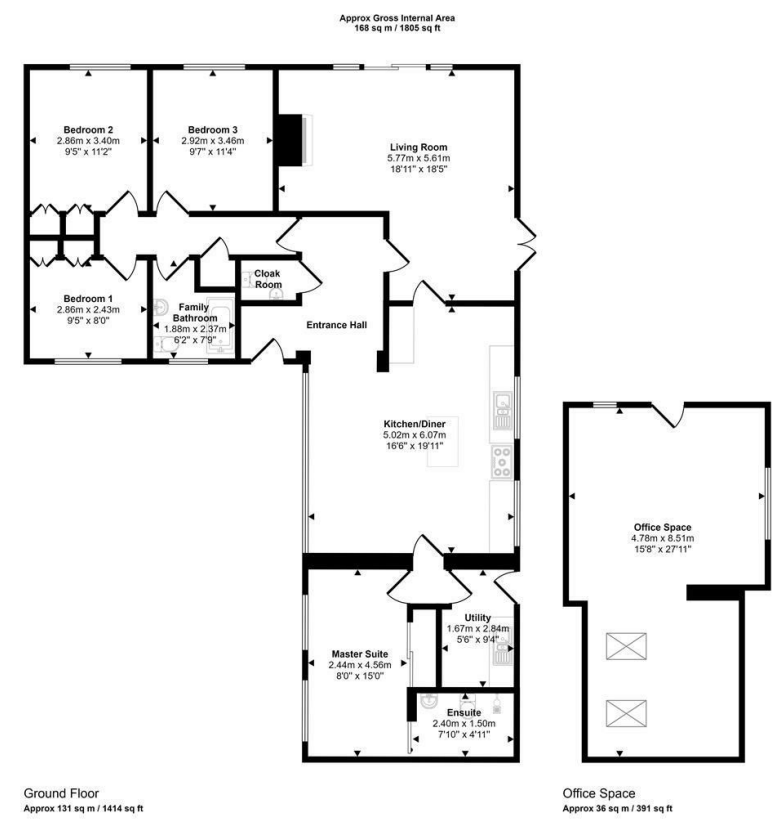 Approx Gross Internal Area
168 sq m / 1805 sq ft
Bedroom 2
2.86m x 3.40m
9'5" x 11'2"
Bedroom 3
2.92m x 3.46m
9'7" x 11'4"
Living Room
5.77m x 5.61m
18'11" x 18'5"
Cloak
Room
Bedroom 1
2.86m x 2.43m
9'5" x 8'0"
Family
Bathroom
1.88m x 2.37m
6'2" x 7'9"
Entrance Hall
Kitchen/Diner
5.02m x 6.07m
16'6" x 19'11"
Office Space
4.78m x 8.51m
15'8" x 27'11"
Utility
1.67m x 2.84m
5'6" x 9'4"
Master Suite
2.44m x 4.56m
8'0" x 15'0"
Ensuite
2.40m x 1.50m
7'10" x 4'11"
Ground Floor
Approx 131 sq m / 1414 sq ft
Office Space
Approx 36 sq m / 391 sq ft